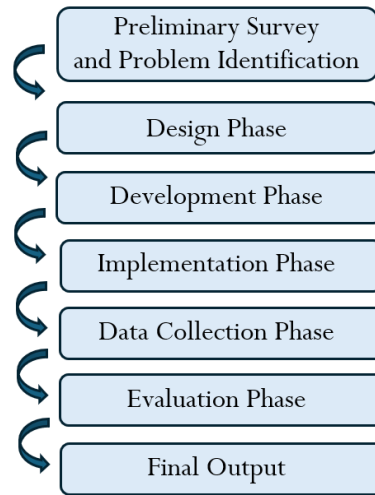 Preliminary Survey
and Problem Identification
Design Phase
Development Phase
Implementation Phase
Data Collection Phase
Evaluation Phase
Final Output